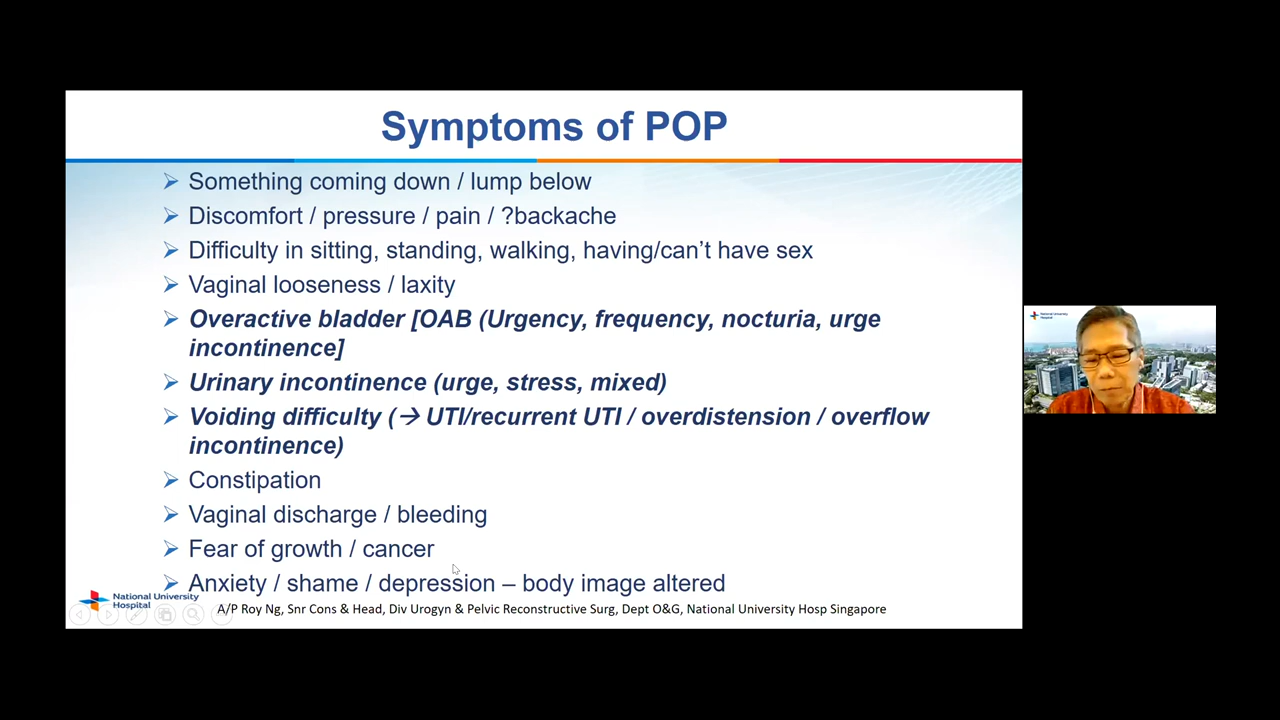 Symptoms of POP
➢ Something coming down / lump below
➢ Discomfort / pressure / pain / ?backache
➢ Difficulty in sitting, standing, walking, having/can’t have sex
➢ Vaginal looseness / laxity
➢ Overactive bladder [OAB (Urgency, frequency, nocturia, urge
incontinence]
➢ Urinary incontinence (urge, stress, mixed)
➢ Voiding difficulty (→ UTI/recurrent UTI / overdistension / overflow
incontinence)
➢ Constipation
➢ Vaginal discharge / bleeding
➢ Fear of growth / cancer
➢ Anxiety / shame / depression – body image altered
National University
Hospital
A/P Roy Ng, Snr Cons & Head, Div Urogyn & Pelvic Reconstructive Surg, Dept O&G, National University Hosp Singapore
National University
Hospital